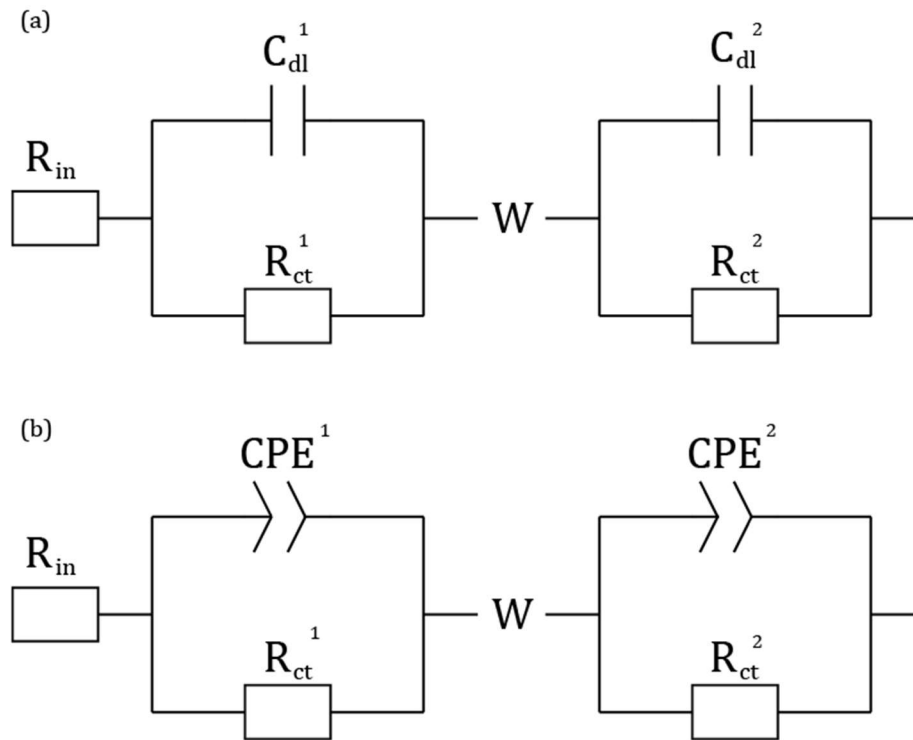 (a)
C_dl^1
C_dl^2
R_in
W
R_ct^1
R_ct^2
(b)
CPE^1
CPE^2
R_in
W
R_ct^1
R_ct^2